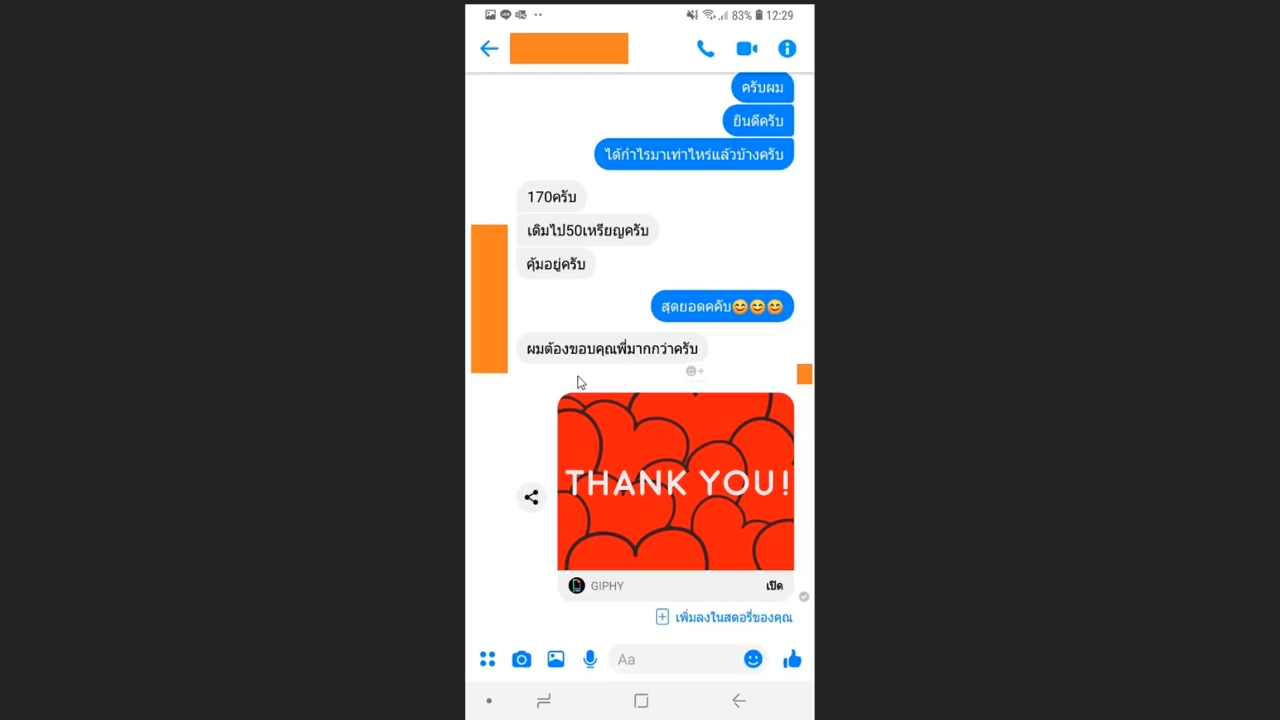 83% 12:29
ครับผม
ยินดีครับ
ได้กำไรมาเท่าไหร่แล้วบ้างครับ
170ครับ
เติมไป50เหรียญครับ
คุ้มอยู่ครับ
สุดยอดคคับ😊😊😊
ผมต้องขอบคุณพี่มากกว่าครับ
THANK YOU!
GIPHY เปิด
เพิ่มลงในสตอรี่ของคุณ
Aa